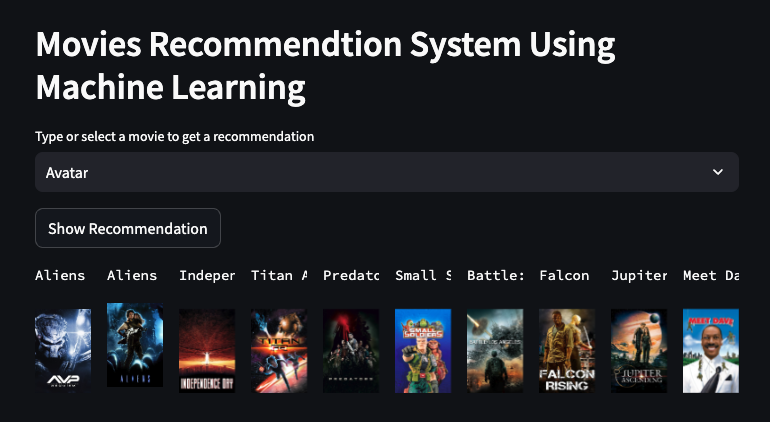 Movies Recommendtion System Using
Machine Learning
Type or select a movie to get a recommendation
Avatar
Show Recommendation
Aliens Aliens Indeper Titan A Predato Small S Battle: Falcon Jupiter Meet Da
AVP ALIENS INDEPENDENCE DAY TITAN PREDATORS SMALL SOLDIERS BATTLE LOS ANGELES FALCON RISING JUPITER ASCENDING MEET DAVE